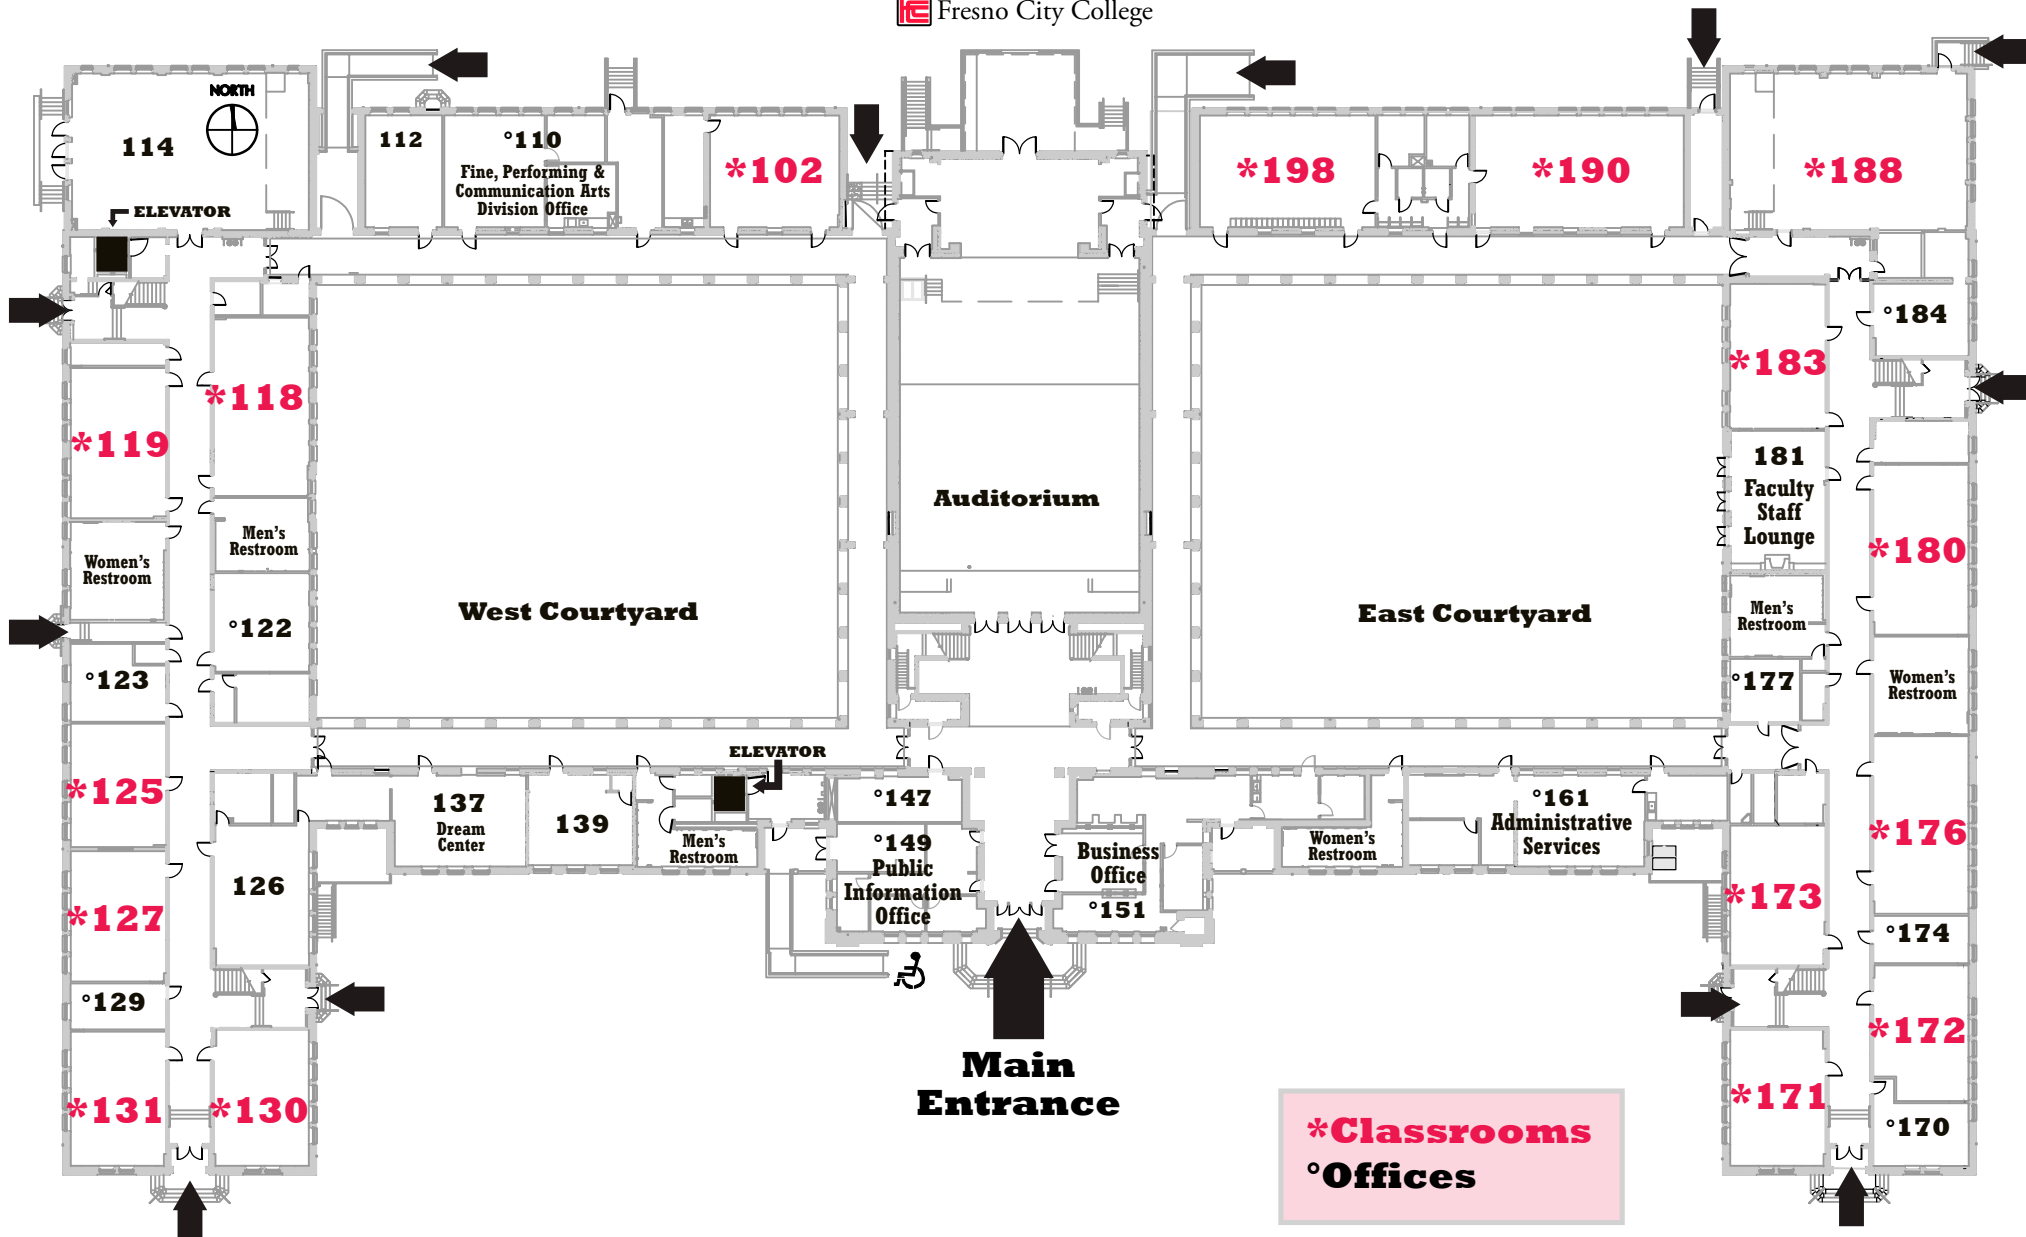 Fresno City College
NORTH
114
ELEVATOR
112
°110
Fine, Performing &
Communication Arts
Division Office
*102
*198
*190
*188
*118
*119
Men's
Restroom
Women's
Restroom
°122
°123
*125
*127
126
°129
*131
*130
West Courtyard
Auditorium
East Courtyard
°184
*183
181
Faculty
Staff
Lounge
*180
Men's
Restroom
°177
Women's
Restroom
*176
*173
°174
*172
*171
°170
ELEVATOR
137
Dream
Center
139
Men's
Restroom
°147
°149
Public
Information
Office
Business
Office
°151
Women's
Restroom
°161
Administrative
Services
Main
Entrance
*Classrooms
°Offices